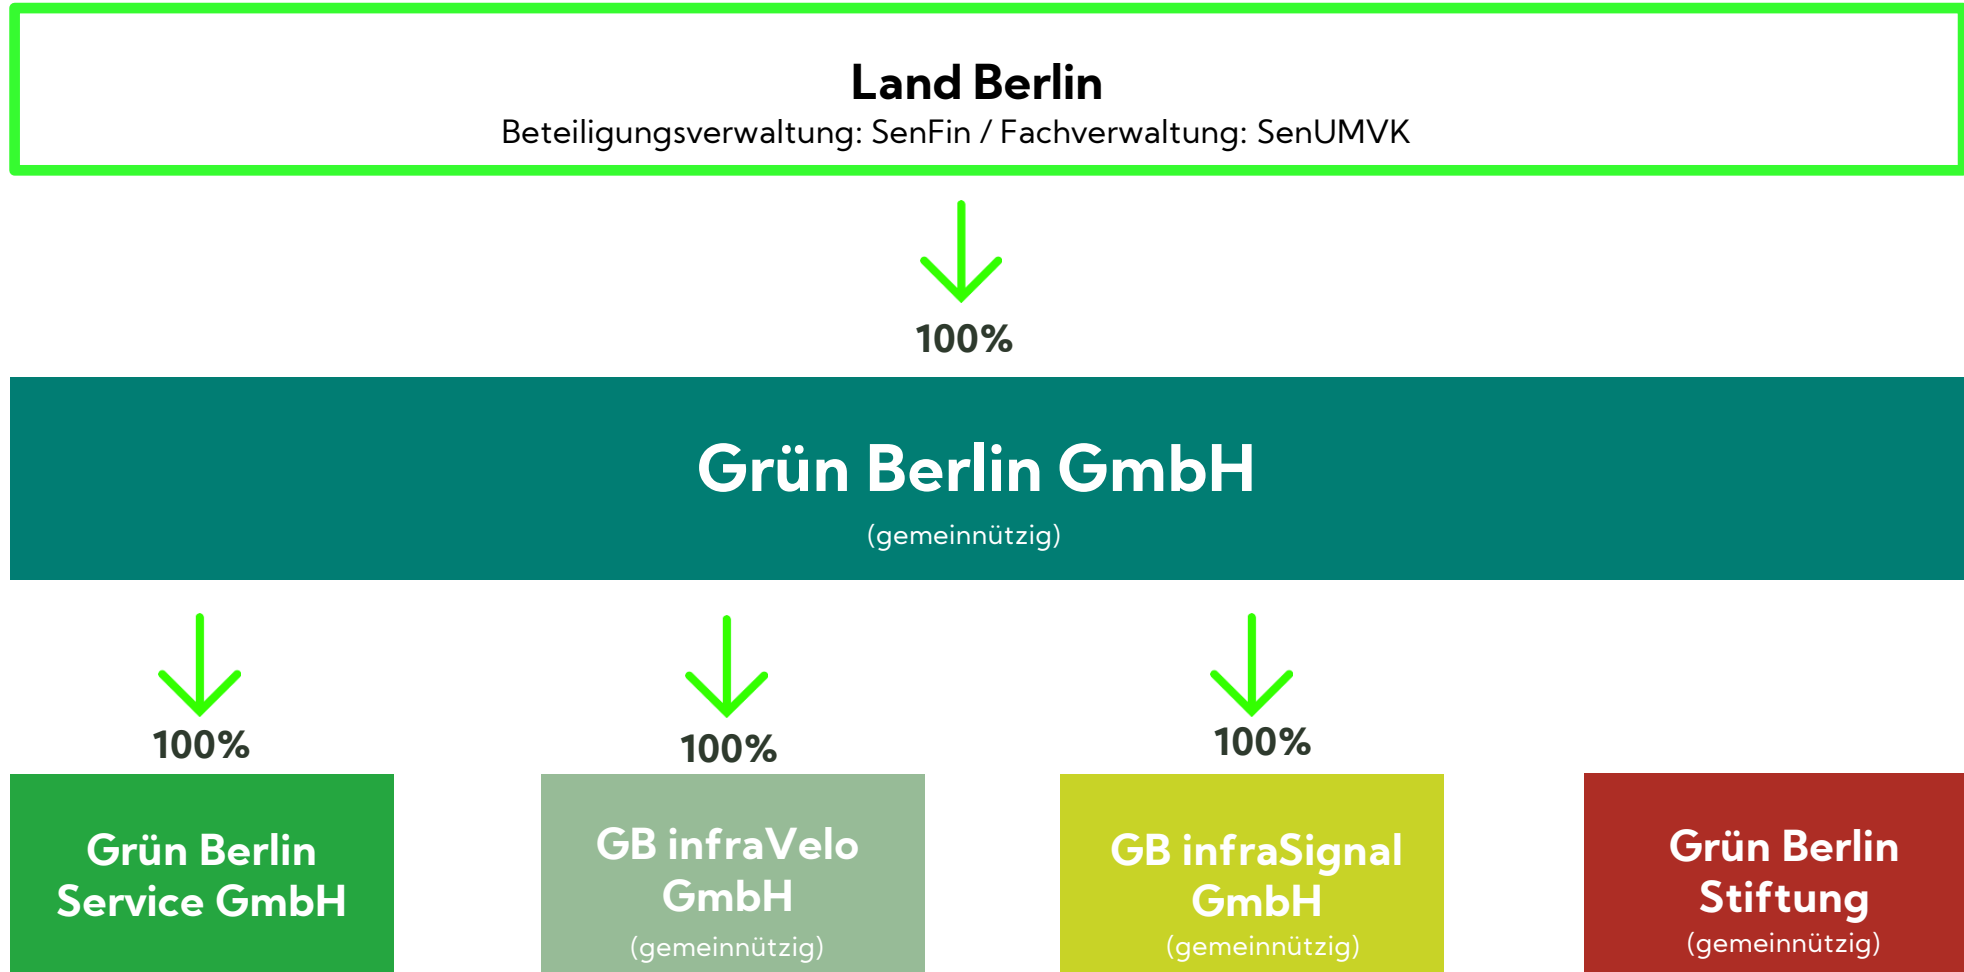 Land Berlin
Beteiligungsverwaltung: SenFin / Fachverwaltung: SenUMVK
100%
Grün Berlin GmbH
(gemeinnützig)
100%
100%
100%
Grün Berlin
Service GmbH
GB infraVelo
GmbH
(gemeinnützig)
GB infraSignal
GmbH
(gemeinnützig)
Grün Berlin
Stiftung
(gemeinnützig)